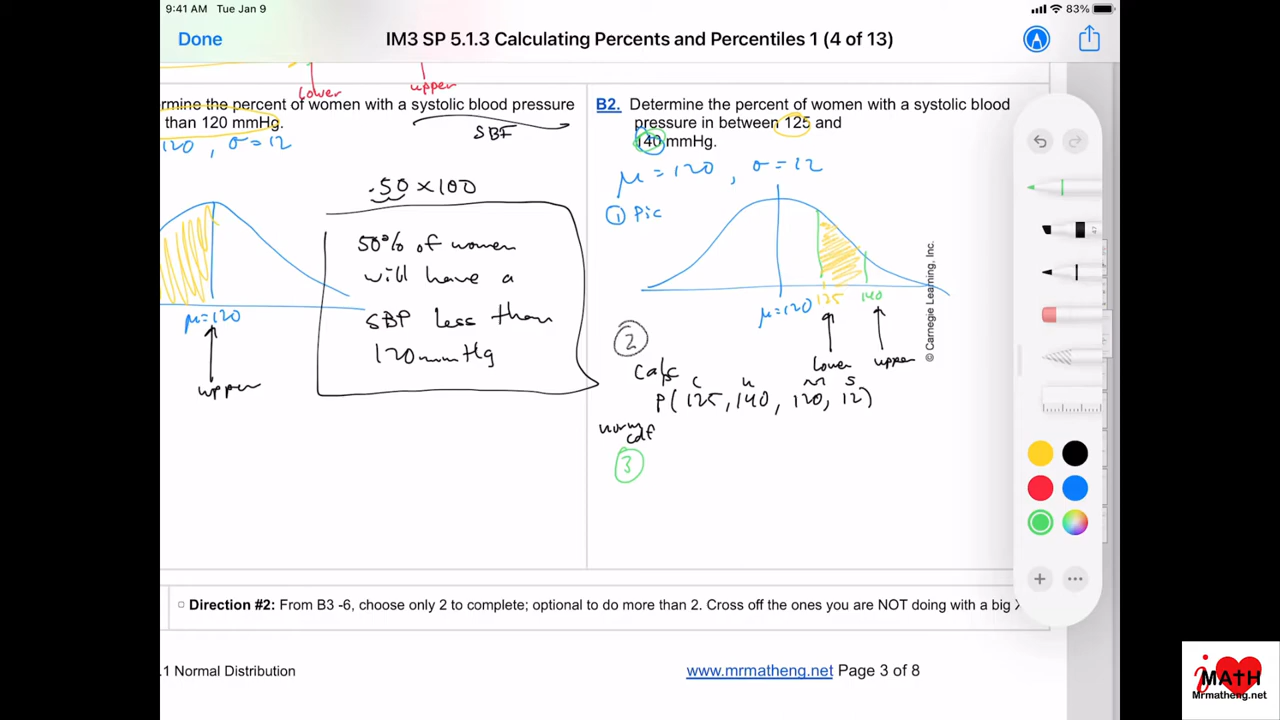 9:41 AM Tue Jan 9
83%
Done
IM3 SP 5.1.3 Calculating Percents and Percentiles 1 (4 of 13)
lower
upper
rmine the percent of women with a systolic blood pressure
than 120 mmHg.
SBP
120 , σ = 12
.50 × 100
50% of women
will have a
SBP less than
120 mmHg
μ = 120
upper
B2. Determine the percent of women with a systolic blood
pressure in between 125 and
140 mmHg.
μ = 120 , σ = 12
① Pic
μ = 120 125 140
lower upper
②
Calc
L u m s
P( 125, 140, 120, 12)
norm
cdf
③
© Carnegie Learning, Inc.
Direction #2: From B3 -6, choose only 2 to complete; optional to do more than 2. Cross off the ones you are NOT doing with a big X
.1 Normal Distribution
www.mrmatheng.net Page 3 of 8
i
MATH
Mrmatheng.net